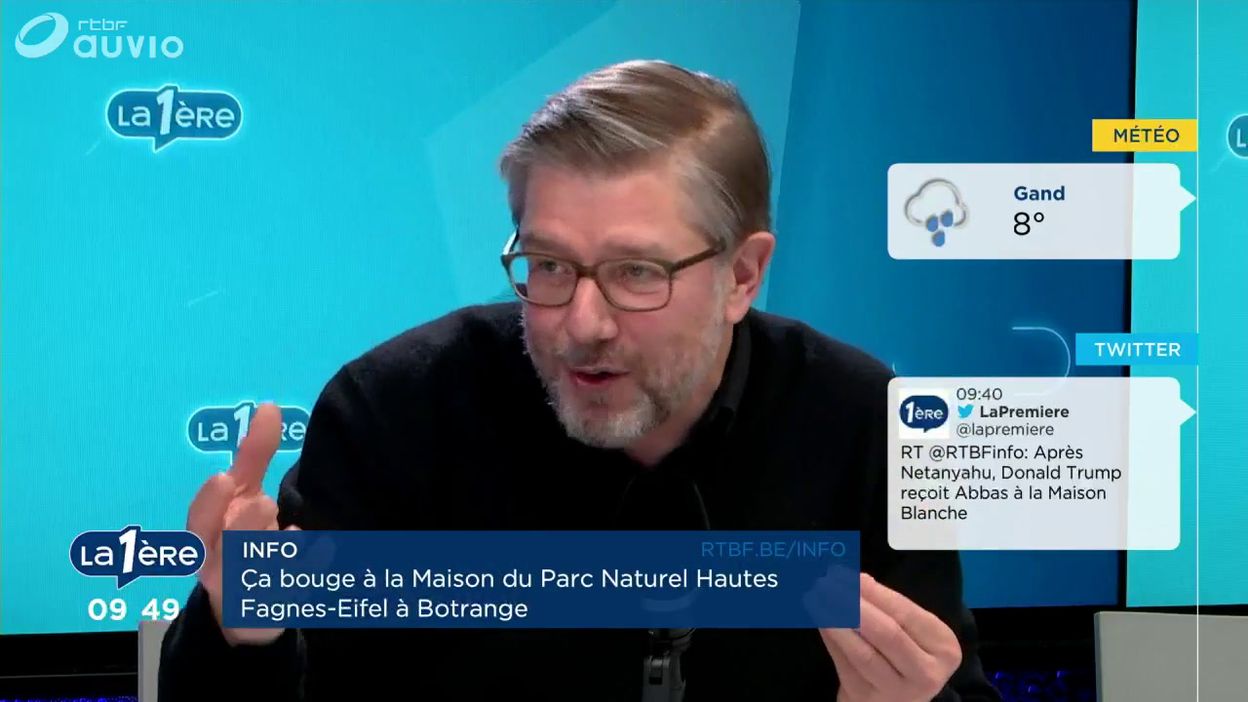 rtbf
auvio
La 1ère
MÉTÉO
Gand
8°
TWITTER
1ère
09:40
LaPremiere
@lapremiere
RT @RTBFinfo: Après
Netanyahu, Donald Trump
reçoit Abbas à la Maison
Blanche
La 1ère
La 1ère
09 49
INFO
RTBF.BE/INFO
Ça bouge à la Maison du Parc Naturel Hautes
Fagnes-Eifel à Botrange